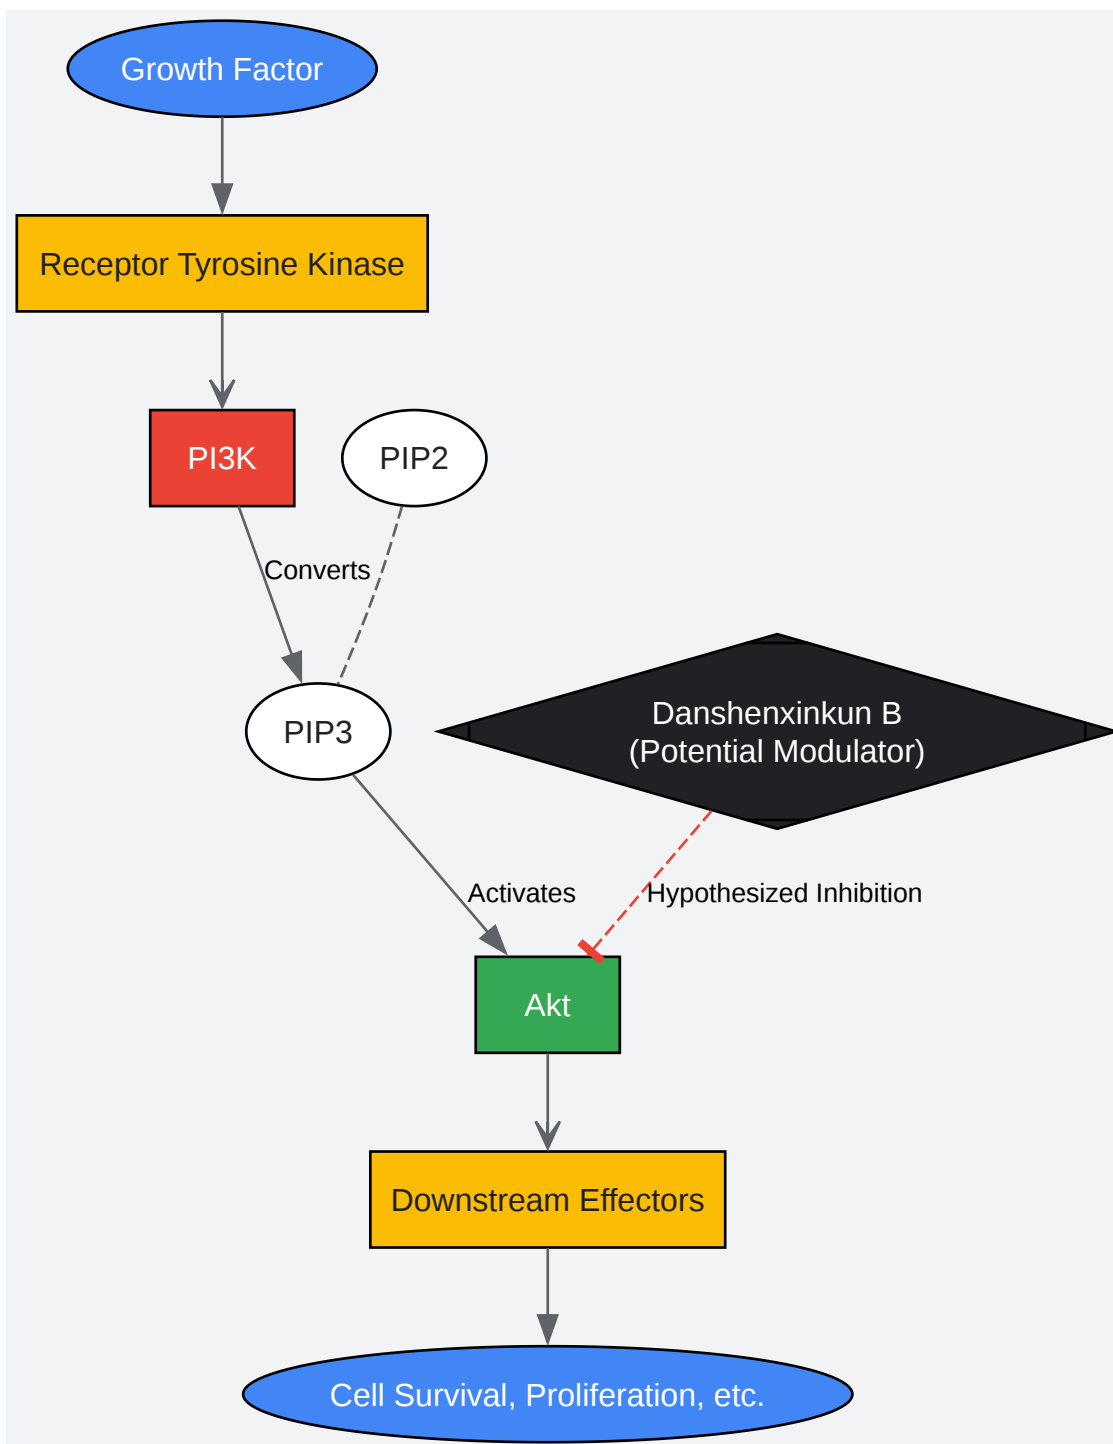 Growth Factor
Receptor Tyrosine Kinase
PI3K
PIP2
Converts
PIP3
Danshenxinkun B
(Potential Modulator)
Activates
Hypothesized Inhibition
Akt
Downstream Effectors
Cell Survival, Proliferation, etc.